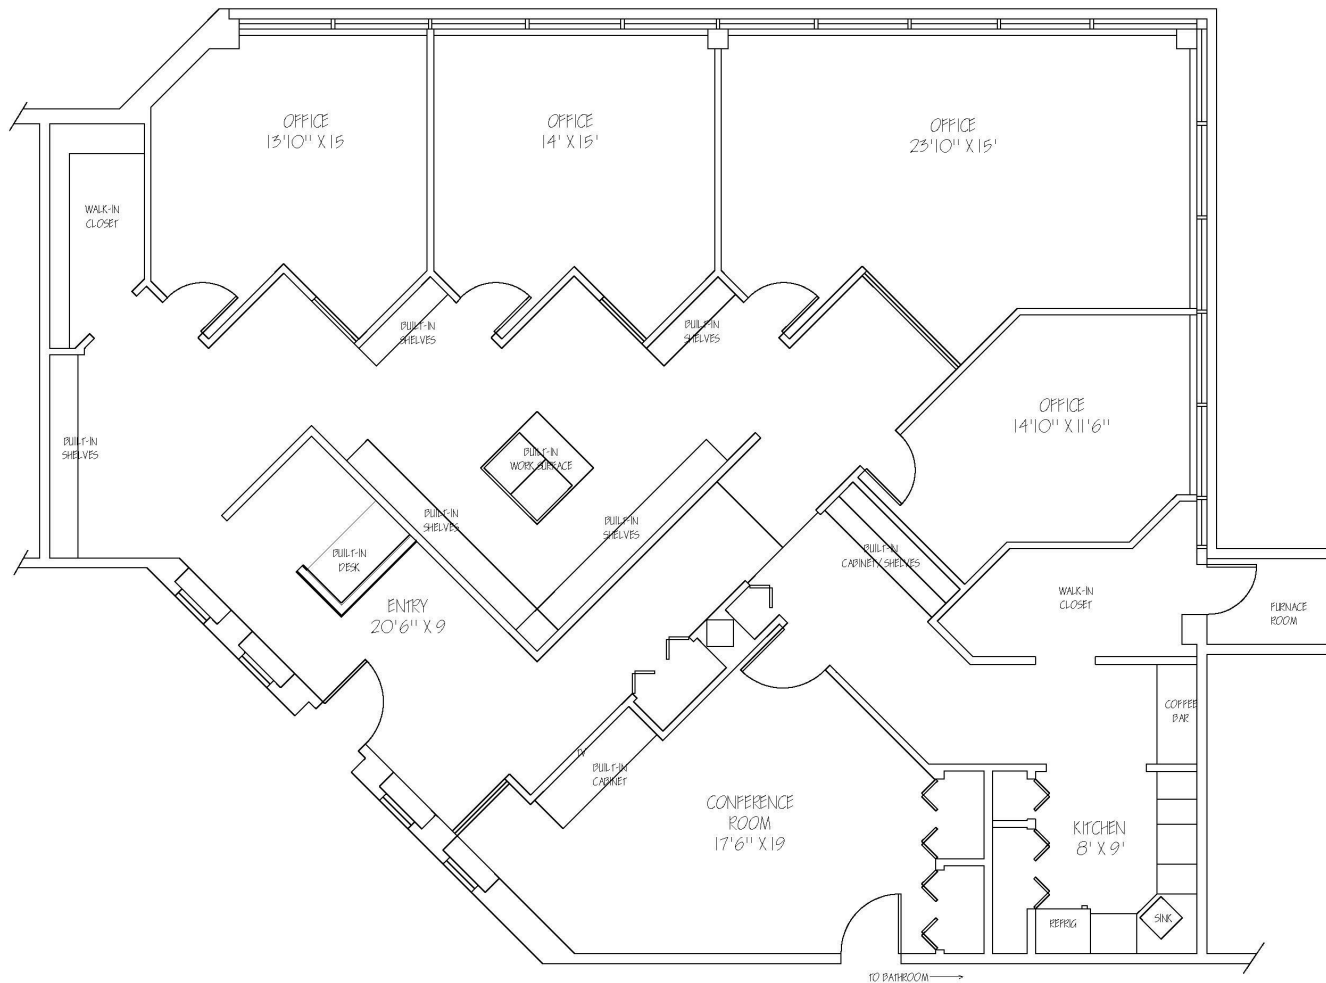 OFFICE
13'10" X 15
OFFICE
14' X 15'
OFFICE
23'10" X 15'
WALK-IN
CLOSET
BUILT-IN
SHELVES
BUILT-IN
SHELVES
OFFICE
14'10" X 11'6"
BUILT-IN
SHELVES
BUILT-IN
WORK SURFACE
BUILT-IN
SHELVES
BUILT-IN
SHELVES
BUILT-IN
DESK
BUILT-IN
CABINET/SHELVES
ENTRY
20'6" X 9
WALK-IN
CLOSET
FURNACE
ROOM
COFFEE
BAR
TV
BUILT-IN
CABINET
CONFERENCE
ROOM
17'6" X 19
KITCHEN
8' X 9'
REFRIG
SINK
TO BATHROOM